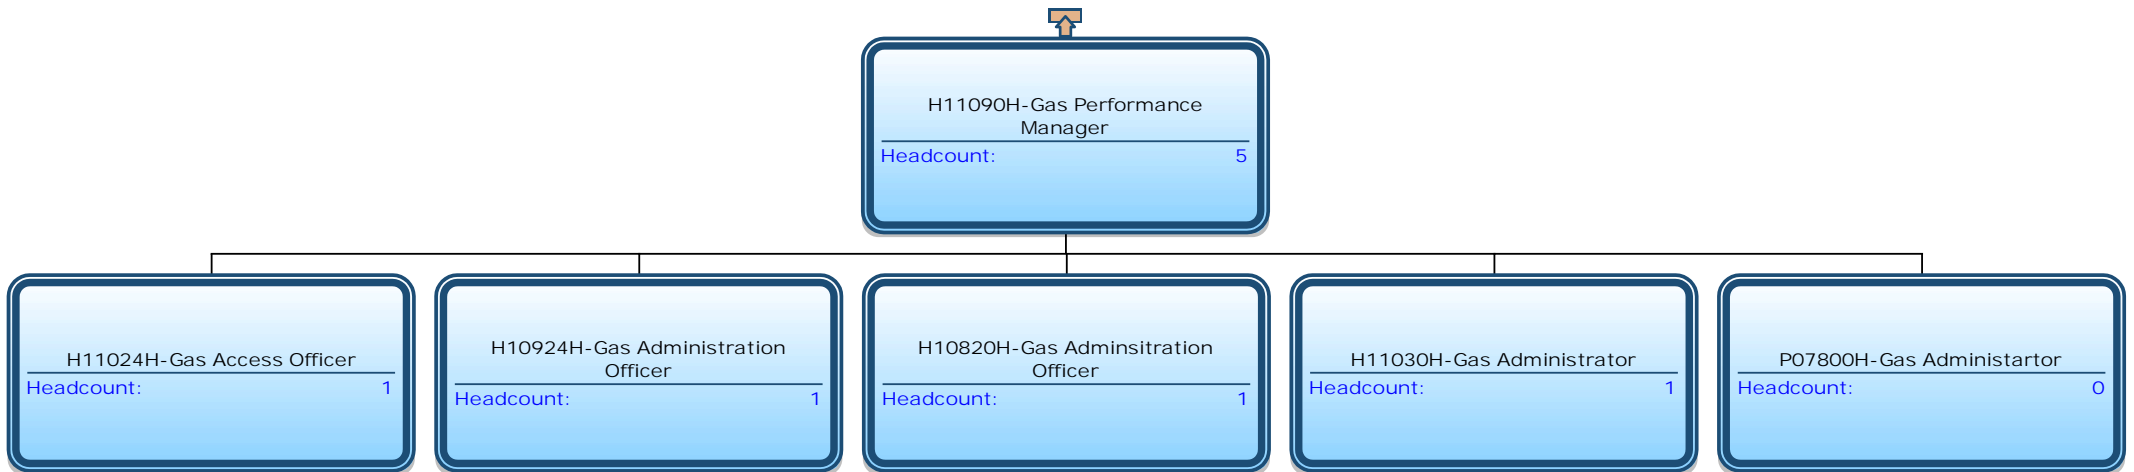 H11090H-Gas Performance
Manager
Headcount: 5
H11024H-Gas Access Officer
Headcount: 1
H10924H-Gas Administration
Officer
Headcount: 1
H10820H-Gas Adminsitration
Officer
Headcount: 1
H11030H-Gas Administrator
Headcount: 1
P07800H-Gas Administartor
Headcount: 0